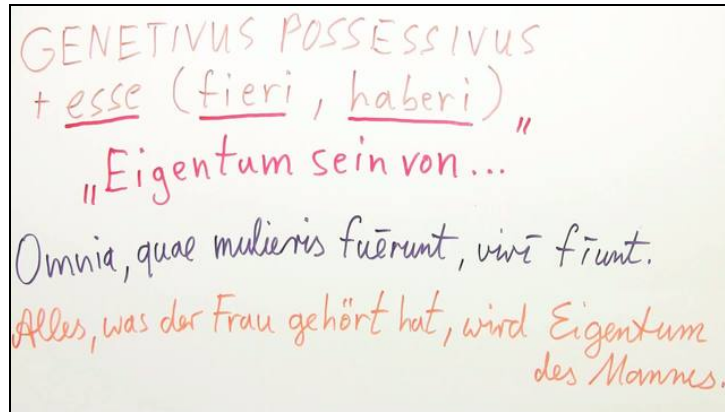 GENETIVUS POSSESSIVUS
+ esse (fieri, haberi)
„Eigentum sein von..."
Omnia, quae mulieris fuērunt, virī fīunt.
Alles, was der Frau gehört hat, wird Eigentum
des Mannes.